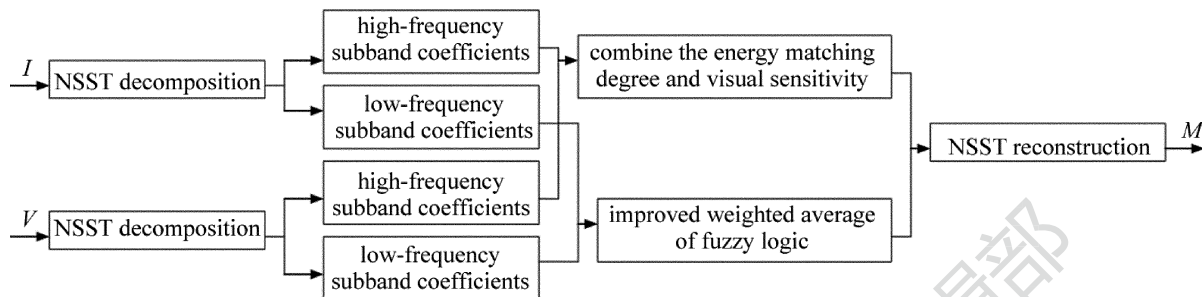 I
NSST decomposition
high-frequency
subband coefficients
low-frequency
subband coefficients
V
NSST decomposition
high-frequency
subband coefficients
low-frequency
subband coefficients
combine the energy matching
degree and visual sensitivity
improved weighted average
of fuzzy logic
NSST reconstruction
M
部